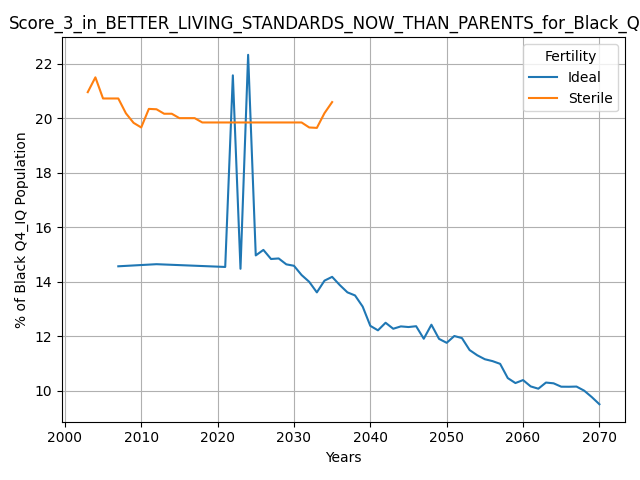 Score_3_in_BETTER_LIVING_STANDARDS_NOW_THAN_PARENTS_for_Black_Q
Fertility
Ideal
Sterile
% of Black Q4_IQ Population
22
20
18
16
14
12
10
2000 2010 2020 2030 2040 2050 2060 2070
Years